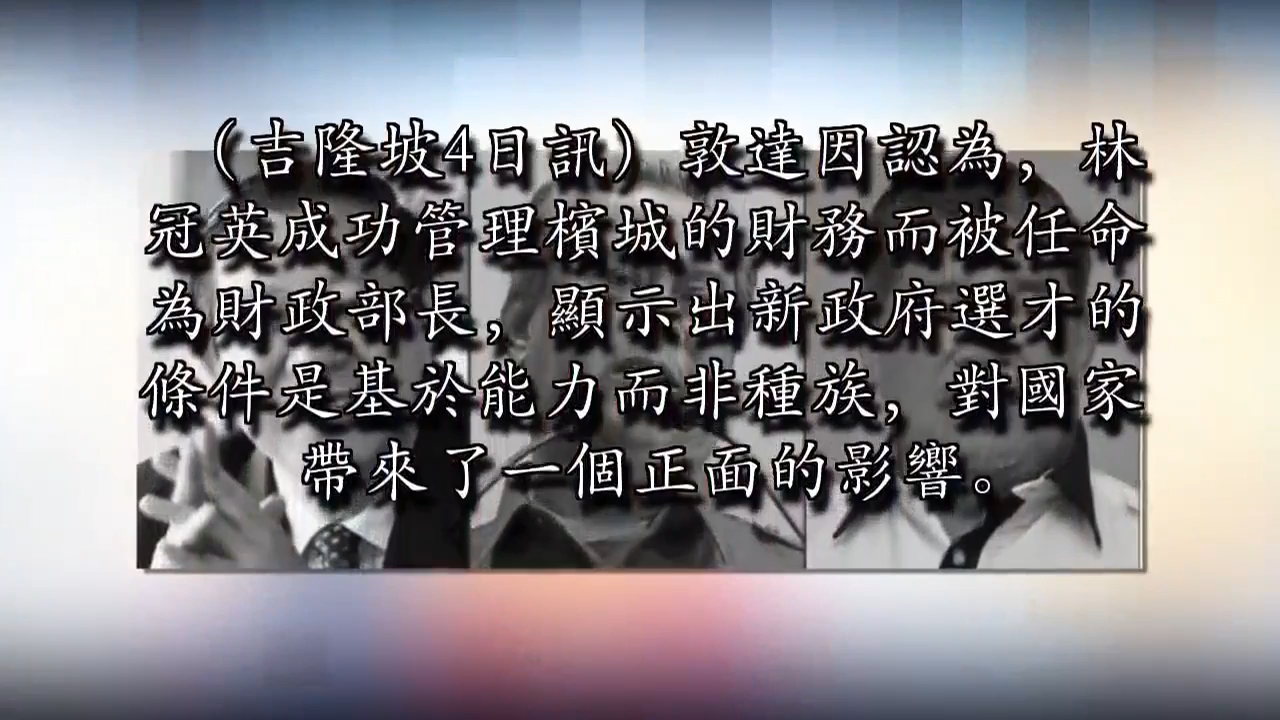 （吉隆坡4日訊）敦達因認為，林
冠英成功管理檳城的財務而被任命
為財政部長，顯示出新政府選才的
條件是基於能力而非種族，對國家
帶來了一個正面的影響。